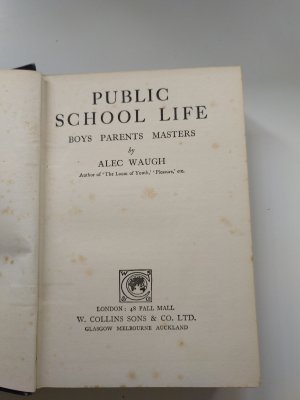 PUBLIC
SCHOOL LIFE
BOYS PARENTS MASTERS
by
ALEC WAUGH
Author of 'The Loom of Youth,' 'Pleasure,' etc.
LONDON: 48 PALL MALL
W. COLLINS SONS & CO. LTD.
GLASGOW MELBOURNE AUCKLAND